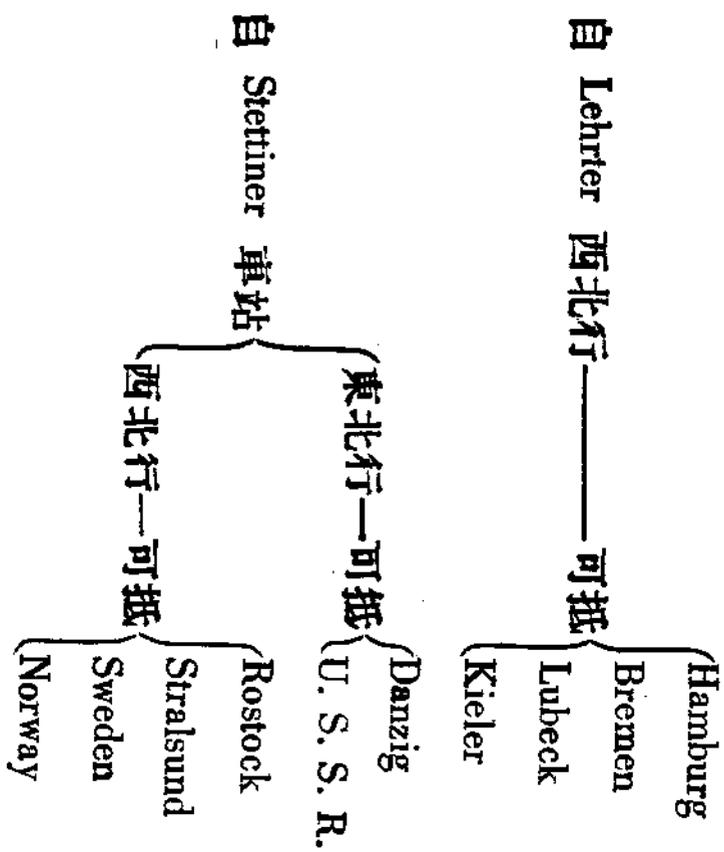 自 Lehrter 西北行——可抵
Hamburg
Bremen
Lubeck
Kieler
自 Stettiner 車站
東北行—可抵
Danzig
U. S. S. R.
西北行—可抵
Rostock
Stralsund
Sweden
Norway